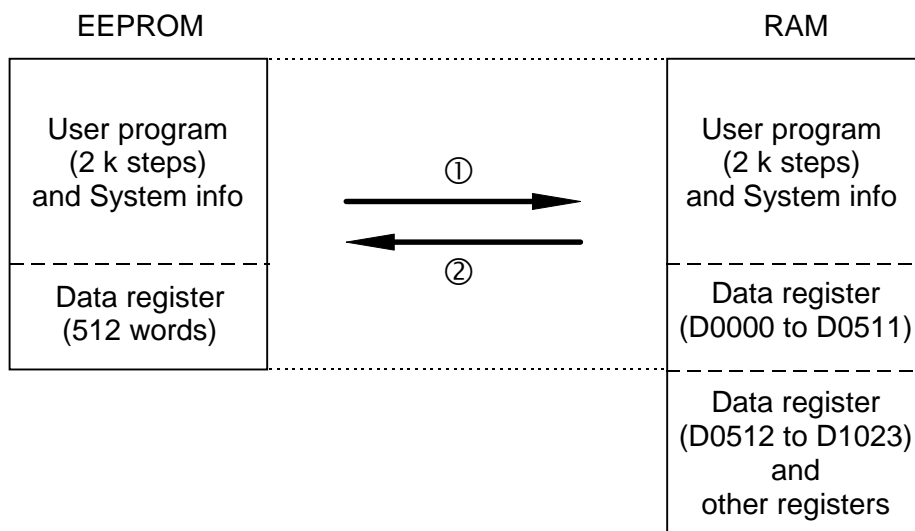 EEPROM
User program
(2 k steps)
and System info
Data register
(512 words)
①
②
RAM
User program
(2 k steps)
and System info
Data register
(D0000 to D0511)
Data register
(D0512 to D1023)
and
other registers